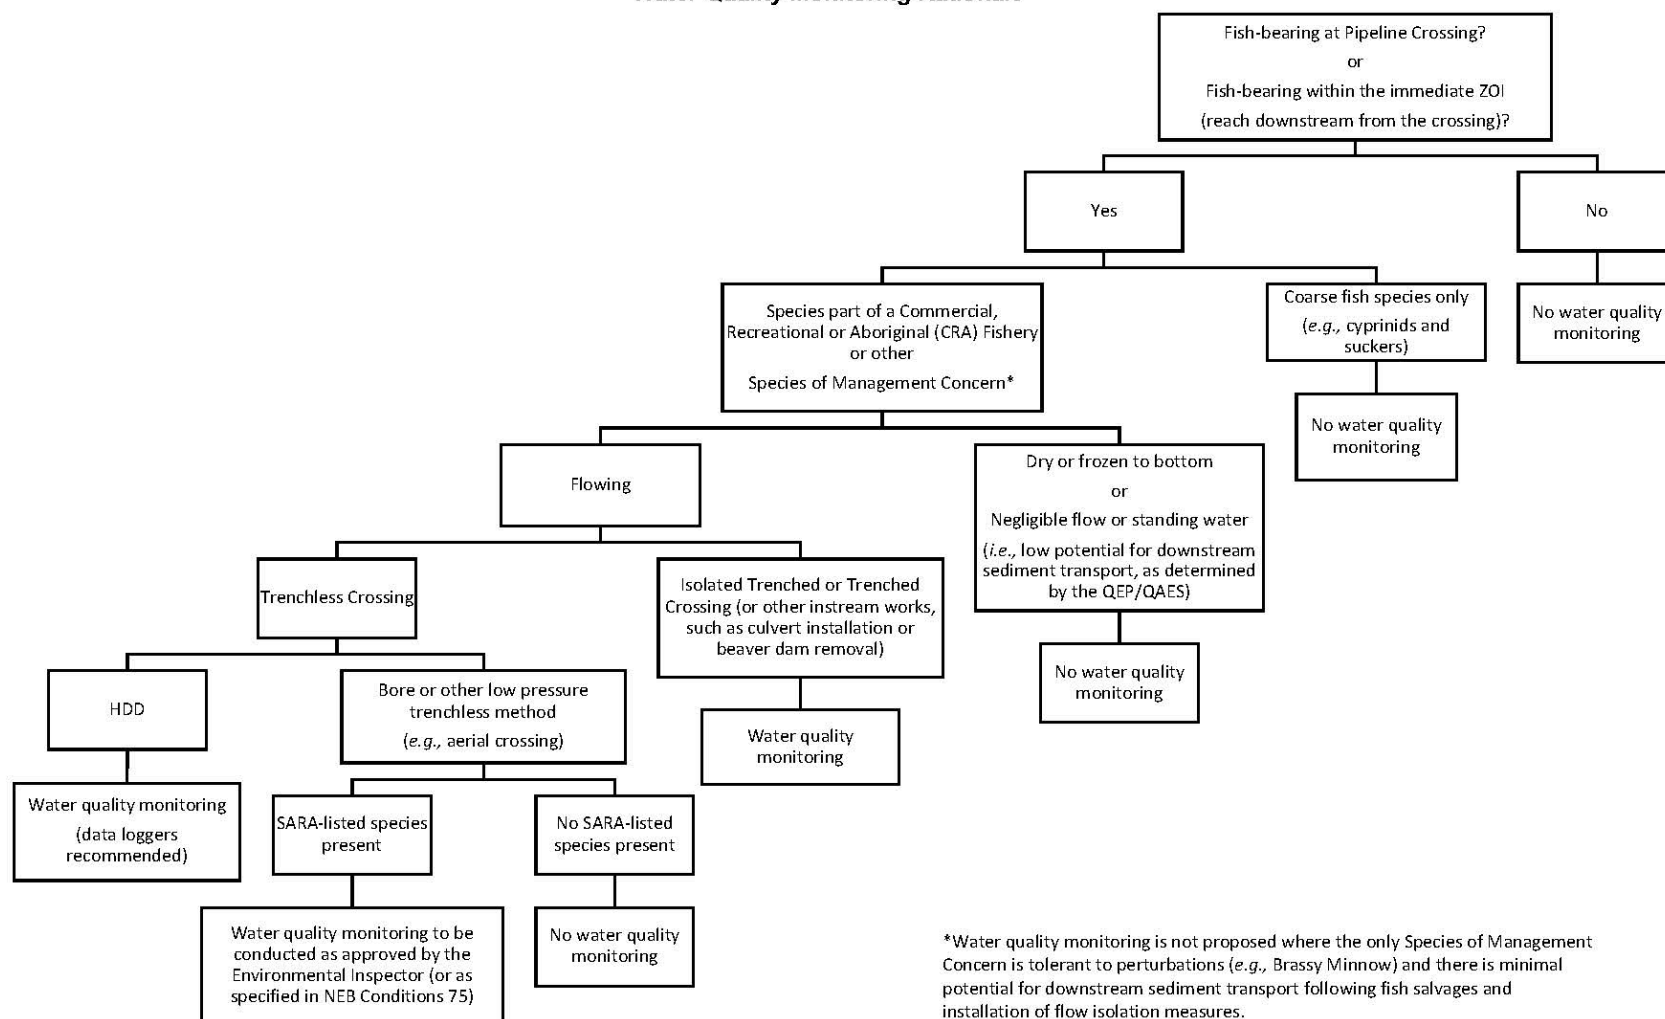 Water Quality Monitoring Rationale
Fish-bearing at Pipeline Crossing?
or
Fish-bearing within the immediate ZOI
(reach downstream from the crossing)?
Yes
No
Species part of a Commercial,
Recreational or Aboriginal (CRA) Fishery
or other
Species of Management Concern*
Coarse fish species only
(e.g., cyprinids and
suckers)
No water quality
monitoring
No water quality
monitoring
Flowing
Dry or frozen to bottom
or
Negligible flow or standing water
(i.e., low potential for downstream
sediment transport, as determined
by the QEP/QAES)
Trenchless Crossing
Isolated Trenched or Trenched
Crossing (or other instream works,
such as culvert installation or
beaver dam removal)
No water quality
monitoring
HDD
Bore or other low pressure
trenchless method
(e.g., aerial crossing)
Water quality
monitoring
Water quality monitoring
(data loggers
recommended)
SARA-listed species
present
No SARA-listed
species present
Water quality monitoring to be
conducted as approved by the
Environmental Inspector (or as
specified in NEB Conditions 75)
No water quality
monitoring
*Water quality monitoring is not proposed where the only Species of Management
Concern is tolerant to perturbations (e.g., Brassy Minnow) and there is minimal
potential for downstream sediment transport following fish salvages and
installation of flow isolation measures.